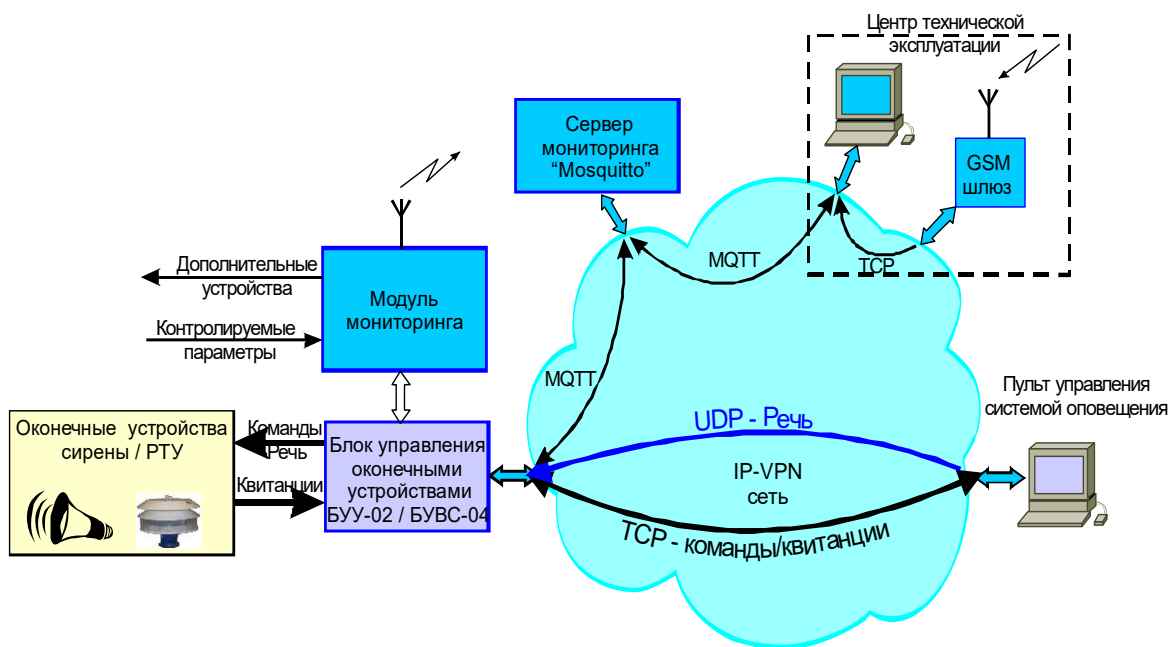 Центр технической
эксплуатации
Сервер
мониторинга
“Mosquitto”
GSM
шлюз
MQTT
TCP
Дополнительные
устройства
Модуль
мониторинга
Контролируемые
параметры
MQTT
Пульт управления
системой оповещения
Оконечные устройства
сирены / РТУ
Команды
Речь
Квитанции
Блок управления
оконечными
устройствами
БУУ-02 / БУВС-04
UDP - Речь
IP-VPN
сеть
TCP - команды/квитанции